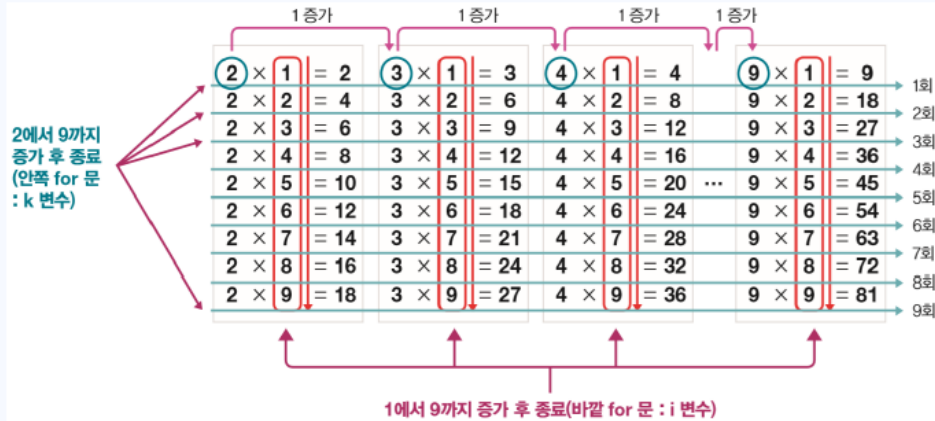 1 증가 1 증가 1 증가 1 증가
2 × 1 = 2 3 × 1 = 3 4 × 1 = 4 9 × 1 = 9
1회
2 × 2 = 4 3 × 2 = 6 4 × 2 = 8 9 × 2 = 18
2회
2 × 3 = 6 3 × 3 = 9 4 × 3 = 12 9 × 3 = 27
3회
2 × 4 = 8 3 × 4 = 12 4 × 4 = 16 9 × 4 = 36
4회
2 × 5 = 10 3 × 5 = 15 4 × 5 = 20 ··· 9 × 5 = 45
5회
2 × 6 = 12 3 × 6 = 18 4 × 6 = 24 9 × 6 = 54
6회
2 × 7 = 14 3 × 7 = 21 4 × 7 = 28 9 × 7 = 63
7회
2 × 8 = 16 3 × 8 = 24 4 × 8 = 32 9 × 8 = 72
8회
2 × 9 = 18 3 × 9 = 27 4 × 9 = 36 9 × 9 = 81
9회
2에서 9까지
증가 후 종료
(안쪽 for 문
: k 변수)
1에서 9까지 증가 후 종료(바깥 for 문 : i 변수)